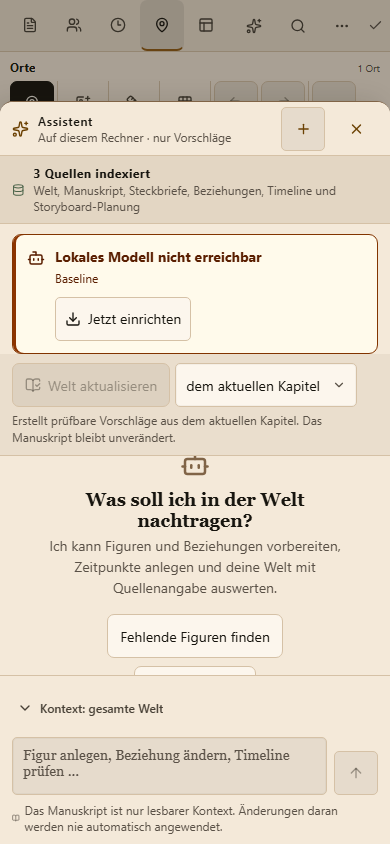 Orte
1 Ort
Assistent
Auf diesem Rechner · nur Vorschläge
3 Quellen indexiert
Welt, Manuskript, Steckbriefe, Beziehungen, Timeline und
Storyboard-Planung
Lokales Modell nicht erreichbar
Baseline
Jetzt einrichten
Welt aktualisieren
dem aktuellen Kapitel
Erstellt prüfbare Vorschläge aus dem aktuellen Kapitel. Das
Manuskript bleibt unverändert.
Was soll ich in der Welt
nachtragen?
Ich kann Figuren und Beziehungen vorbereiten,
Zeitpunkte anlegen und deine Welt mit
Quellenangabe auswerten.
Fehlende Figuren finden
Kontext: gesamte Welt
Figur anlegen, Beziehung ändern, Timeline
prüfen ...
Das Manuskript ist nur lesbarer Kontext. Änderungen daran
werden nie automatisch angewendet.